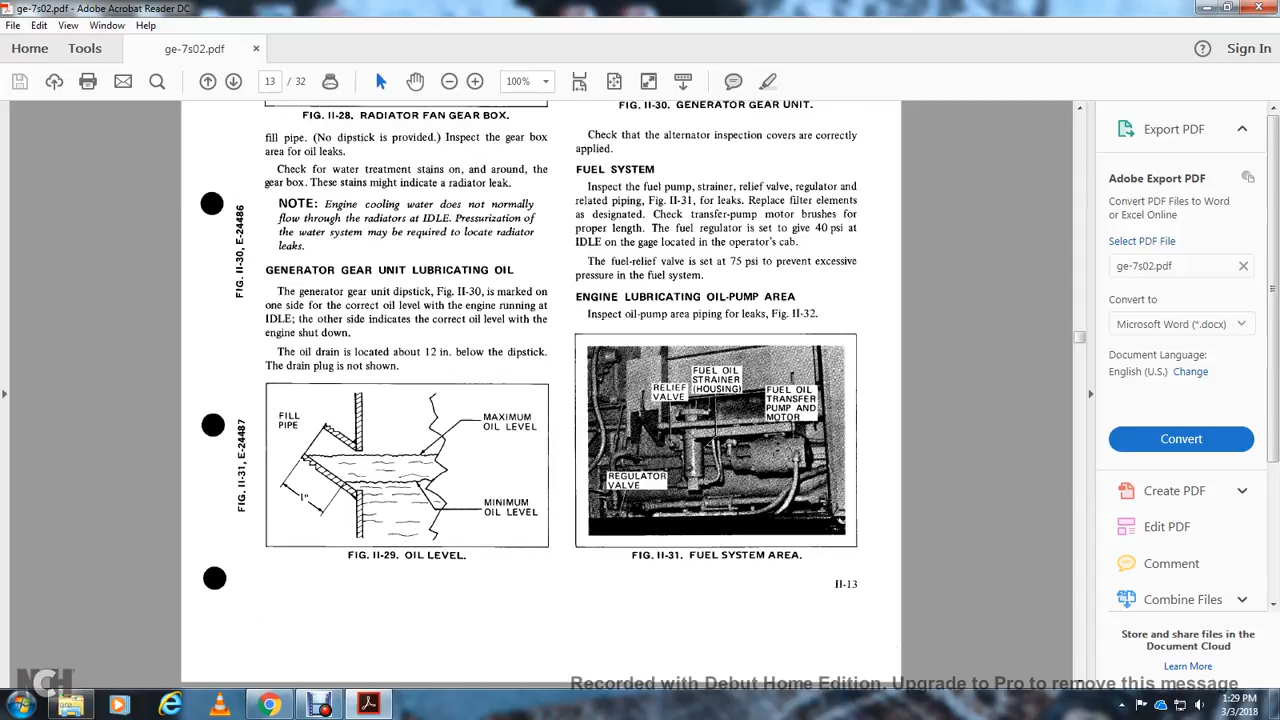 ge-7s02.pdf - Adobe Acrobat Reader DC
File Edit View Window Help
Home Tools ge-7s02.pdf × Sign In
13 / 32 100%
FIG. II-28. RADIATOR FAN GEAR BOX.
fill pipe. (No dipstick is provided.) Inspect the gear box
area for oil leaks.
Check for water treatment stains on, and around, the
gear box. These stains might indicate a radiator leak.
NOTE: Engine cooling water does not normally
flow through the radiators at IDLE. Pressurization of
the water system may be required to locate radiator
leaks.
FIG. II-30, E-24486
GENERATOR GEAR UNIT LUBRICATING OIL
The generator gear unit dipstick, Fig. II-30, is marked on
one side for the correct oil level with the engine running at
IDLE; the other side indicates the correct oil level with the
engine shut down.
The oil drain is located about 12 in. below the dipstick.
The drain plug is not shown.
FIG. II-31, E-24487
FILL
PIPE
MAXIMUM
OIL LEVEL
1"
MINIMUM
OIL LEVEL
FIG. II-29. OIL LEVEL.
FIG. II-30. GENERATOR GEAR UNIT.
Check that the alternator inspection covers are correctly
applied.
FUEL SYSTEM
Inspect the fuel pump, strainer, relief valve, regulator and
related piping, Fig. II-31, for leaks. Replace filter elements
as designated. Check transfer-pump motor brushes for
proper length. The fuel regulator is set to give 40 psi at
IDLE on the gage located in the operator's cab.
The fuel-relief valve is set at 75 psi to prevent excessive
pressure in the fuel system.
ENGINE LUBRICATING OIL-PUMP AREA
Inspect oil-pump area piping for leaks, Fig. II-32.
RELIEF
VALVE
FUEL OIL
STRAINER
(HOUSING)
FUEL OIL
TRANSFER
PUMP AND
MOTOR
REGULATOR
VALVE
FIG. II-31. FUEL SYSTEM AREA.
II-13
Export PDF
Adobe Export PDF
Convert PDF Files to Word
or Excel Online
Select PDF File
ge-7s02.pdf
Convert to
Microsoft Word (*.docx)
Document Language:
English (U.S.) Change
Convert
Create PDF
Edit PDF
Comment
Combine Files
Store and share files in the
Document Cloud
Learn More
NCH
Recorded with Debut Home Edition. Upgrade to Pro to remove this message
1:29 PM
3/3/2018